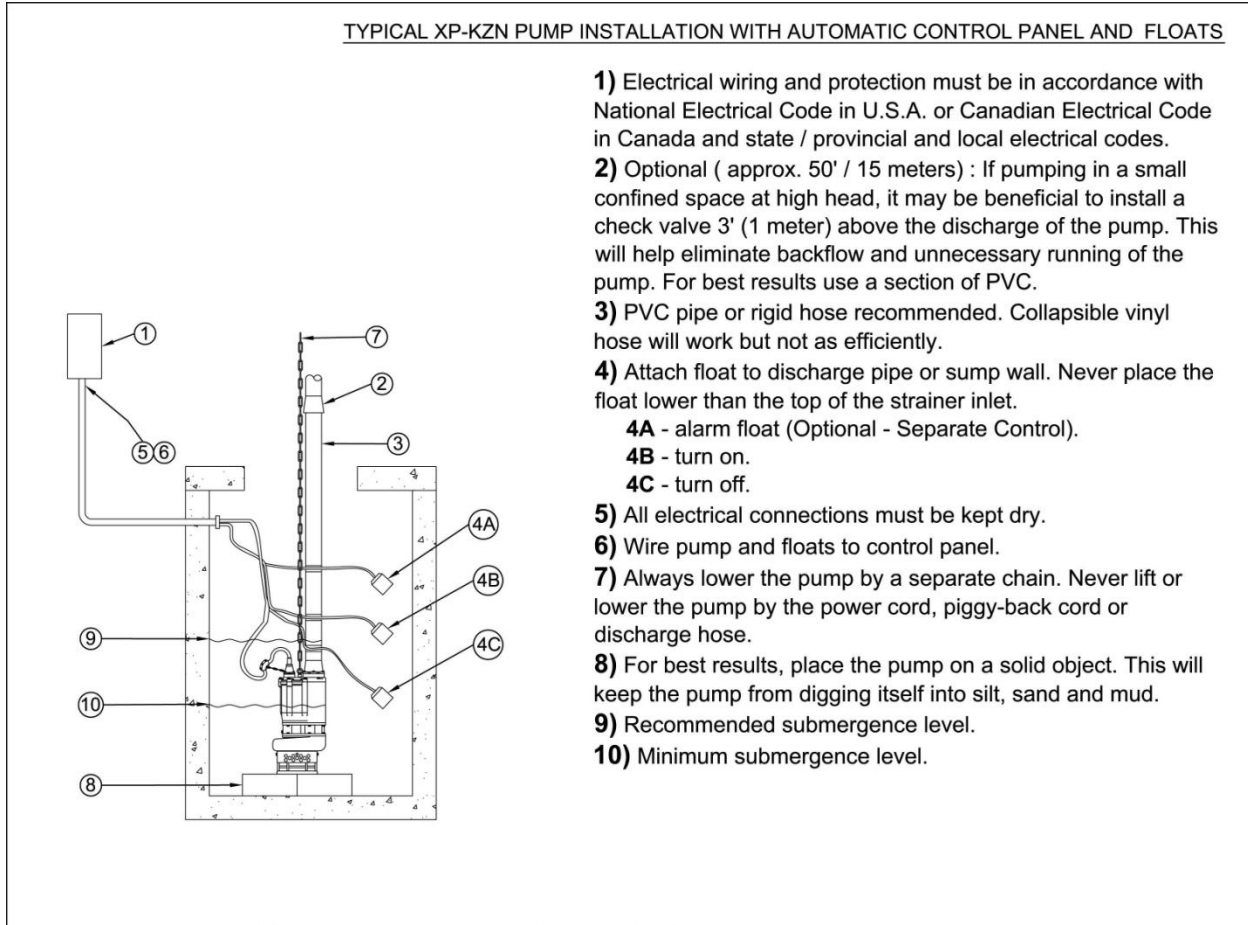 TYPICAL XP-KZN PUMP INSTALLATION WITH AUTOMATIC CONTROL PANEL AND FLOATS
1) Electrical wiring and protection must be in accordance with
National Electrical Code in U.S.A. or Canadian Electrical Code
in Canada and state / provincial and local electrical codes.
2) Optional ( approx. 50' / 15 meters) : If pumping in a small
confined space at high head, it may be beneficial to install a
check valve 3' (1 meter) above the discharge of the pump. This
will help eliminate backflow and unnecessary running of the
pump. For best results use a section of PVC.
3) PVC pipe or rigid hose recommended. Collapsible vinyl
hose will work but not as efficiently.
4) Attach float to discharge pipe or sump wall. Never place the
float lower than the top of the strainer inlet.
4A - alarm float (Optional - Separate Control).
4B - turn on.
4C - turn off.
5) All electrical connections must be kept dry.
6) Wire pump and floats to control panel.
7) Always lower the pump by a separate chain. Never lift or
lower the pump by the power cord, piggy-back cord or
discharge hose.
8) For best results, place the pump on a solid object. This will
keep the pump from digging itself into silt, sand and mud.
9) Recommended submergence level.
10) Minimum submergence level.
1
7
2
3
5 6
4A
4B
9
4C
10
8